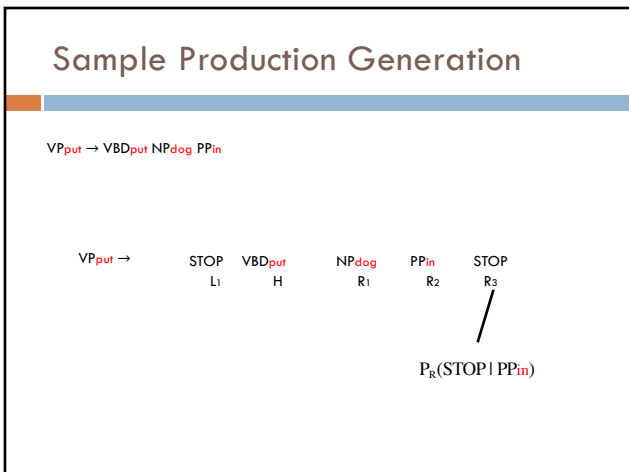 Sample Production Generation
VPput → VBDput NPdog PPin
VPput → STOP VBDput NPdog PPin STOP
L1 H R1 R2 R3
PR(STOP | PPin)